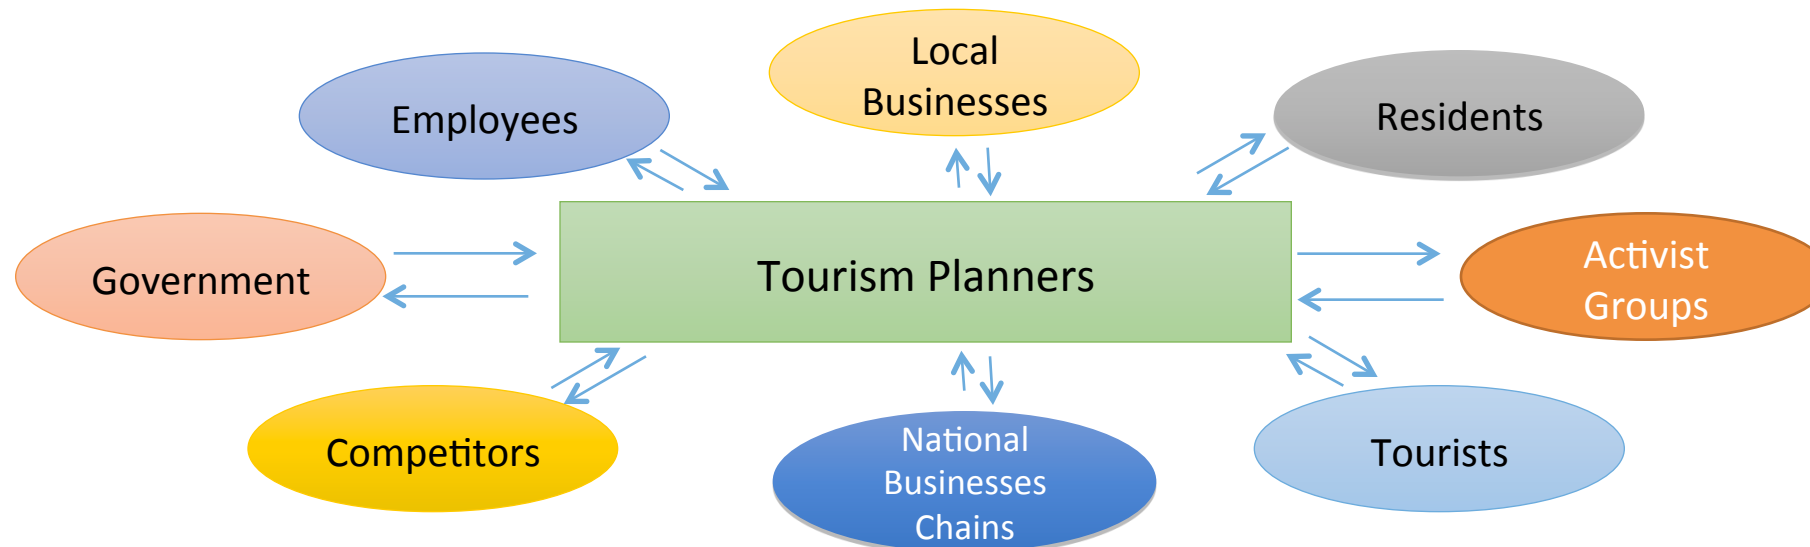 Local
Businesses
Employees
Residents
Government
Tourism Planners
Activist
Groups
Competitors
National
Businesses
Chains
Tourists